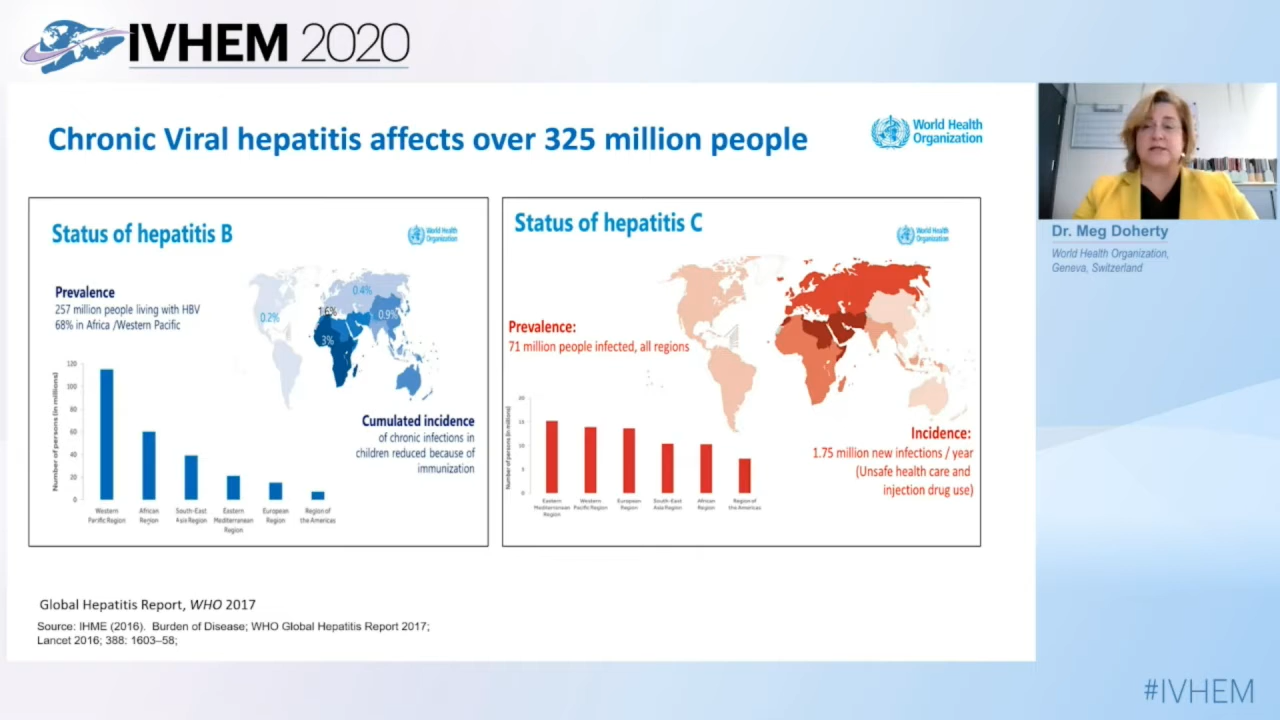 IVHEM 2020
Chronic Viral hepatitis affects over 325 million people
World Health
Organization
Dr. Meg Doherty
World Health Organization,
Geneva, Switzerland
Status of hepatitis B
World Health
Organization
Prevalence
257 million people living with HBV
68% in Africa /Western Pacific
0.4%
0.2%
1.6%
0.9%
3%
Cumulated incidence
of chronic infections in
children reduced because of
immunization
Number of persons (in millions)
120
100
80
60
40
20
0
Western
Pacific Region
African
Region
South-East
Asia Region
Eastern
Mediterranean
Region
European
Region
Region of
the Americas
Status of hepatitis C
World Health
Organization
Prevalence:
71 million people infected, all regions
Incidence:
1.75 million new infections / year
(Unsafe health care and
injection drug use)
Number of persons (in millions)
20
15
10
5
0
Eastern
Mediterranean
Region
Western
Pacific Region
European
Region
South-East
Asia Region
African
Region
Region of
the Americas
Global Hepatitis Report, WHO 2017
Source: IHME (2016). Burden of Disease; WHO Global Hepatitis Report 2017;
Lancet 2016; 388: 1603–58;
#IVHEM